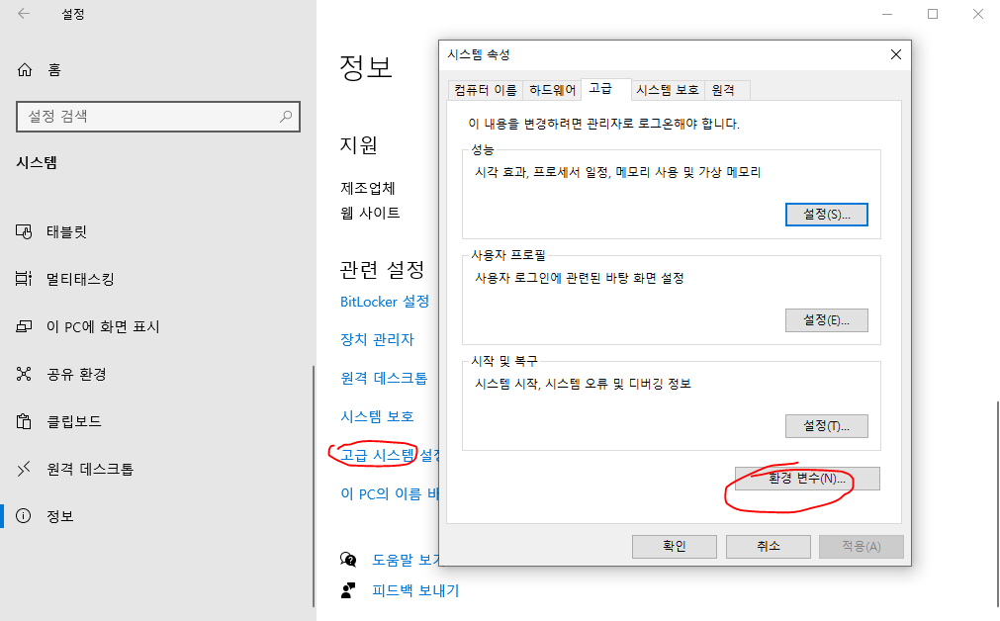 설정
홈
설정 검색
시스템
태블릿
멀티태스킹
이 PC에 화면 표시
공유 환경
클립보드
원격 데스크톱
정보
정보
지원
제조업체
웹 사이트
관련 설정
BitLocker 설정
장치 관리자
원격 데스크톱
시스템 보호
고급 시스템 설정
이 PC의 이름 바
도움말 보기
피드백 보내기
시스템 속성
컴퓨터 이름 하드웨어 고급 시스템 보호 원격
이 내용을 변경하려면 관리자로 로그온해야 합니다.
성능
시각 효과, 프로세서 일정, 메모리 사용 및 가상 메모리
설정(S)...
사용자 프로필
사용자 로그인에 관련된 바탕 화면 설정
설정(E)...
시작 및 복구
시스템 시작, 시스템 오류 및 디버깅 정보
설정(T)...
환경 변수(N)...
확인 취소 적용(A)